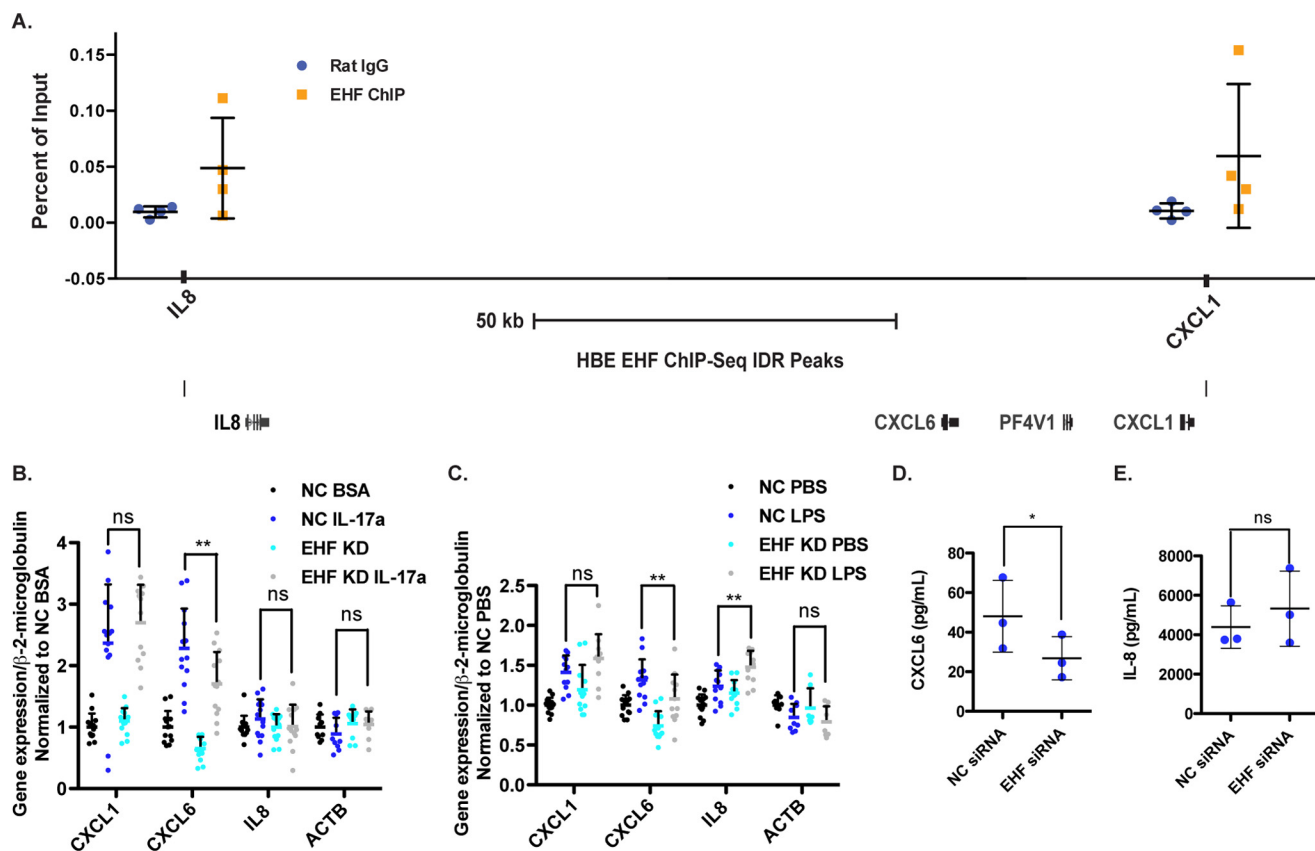 A.
0.15
0.10
0.05
0.00
-0.05
Percent of Input
Rat IgG
EHF ChIP
IL8
CXCL1
50 kb
HBE EHF ChIP-Seq IDR Peaks
IL8
CXCL6
PF4V1
CXCL1
B.
NC BSA
NC IL-17a
EHF KD
EHF KD IL-17a
ns
**
ns
ns
Gene expression/β-2-microglobulin
Normalized to NC BSA
4
3
2
1
0
CXCL1
CXCL6
IL8
ACTB
C.
NC PBS
NC LPS
EHF KD PBS
EHF KD LPS
ns
**
**
ns
Gene expression/β-2-microglobulin
Normalized to NC PBS
2.5
2.0
1.5
1.0
0.5
0.0
CXCL1
CXCL6
IL8
ACTB
D.
*
CXCL6 (pg/mL)
80
60
40
20
0
NC siRNA
EHF siRNA
E.
ns
IL-8 (pg/mL)
8000
6000
4000
2000
0
NC siRNA
EHF siRNA